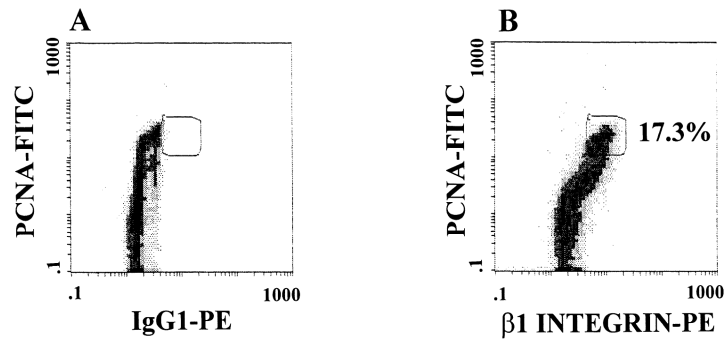 A
1000
PCNA-FITC
.1
.1
1000
IgG1-PE
B
1000
PCNA-FITC
17.3%
.1
.1
1000
β1 INTEGRIN-PE